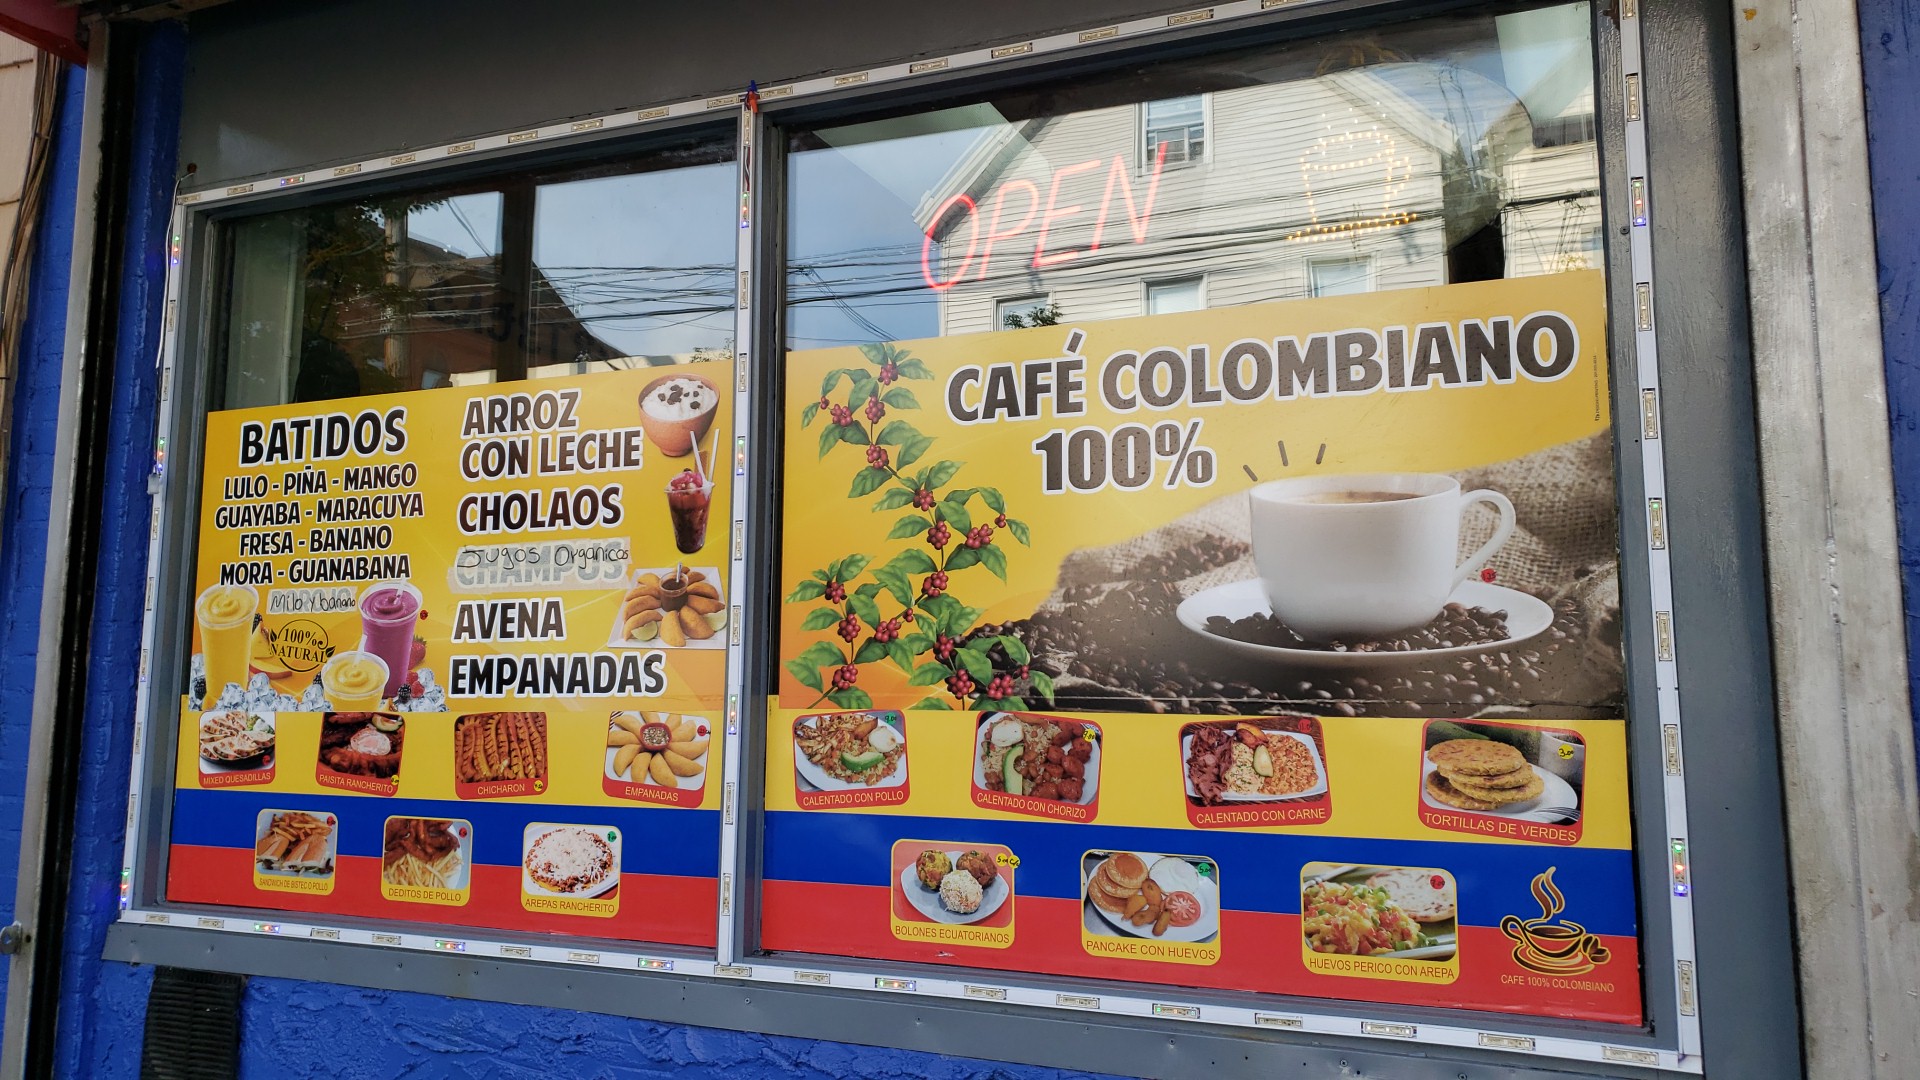 OPEN
BATIDOS
LULO - PIÑA - MANGO
GUAYABA - MARACUYA
FRESA - BANANO
MORA - GUANABANA
Milo y banano
100%
NATURAL
ARROZ
CON LECHE
CHOLAOS
Jugos organicos
CHAMPUS
AVENA
EMPANADAS
CAFÉ COLOMBIANO
100%
MIXED QUESADILLAS
PAISITA RANCHERITO
CHICHARON
EMPANADAS
SANDWICH DE BISTEC O POLLO
DEDITOS DE POLLO
AREPAS RANCHERITO
CALENTADO CON POLLO
CALENTADO CON CHORIZO
CALENTADO CON CARNE
3.00
TORTILLAS DE VERDES
BOLONES ECUATORIANOS
PANCAKE CON HUEVOS
HUEVOS PERICO CON AREPA
CAFE 100% COLOMBIANO